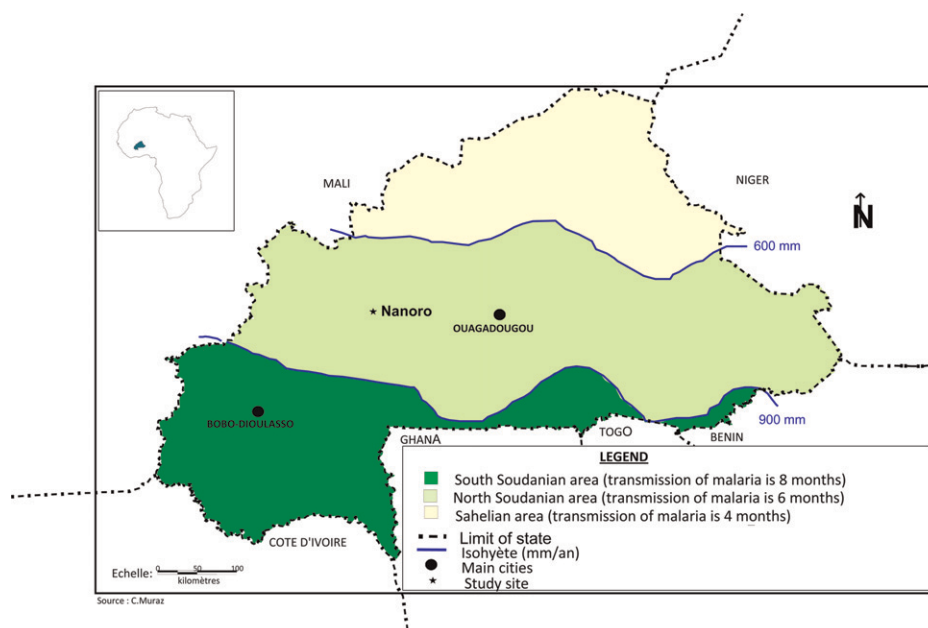 MALI
NIGER
N
600 mm
Nanoro
OUAGADOUGOU
BOBO-DIOULASSO
900 mm
GHANA
TOGO
BENIN
COTE D'IVOIRE
LEGEND
South Soudanian area (transmission of malaria is 8 months)
North Soudanian area (transmission of malaria is 6 months)
Sahelian area (transmission of malaria is 4 months)
Limit of state
Isohyète (mm/an)
Main cities
Study site
Echelle:
0 50 100
kilomètres
Source : C.Muraz